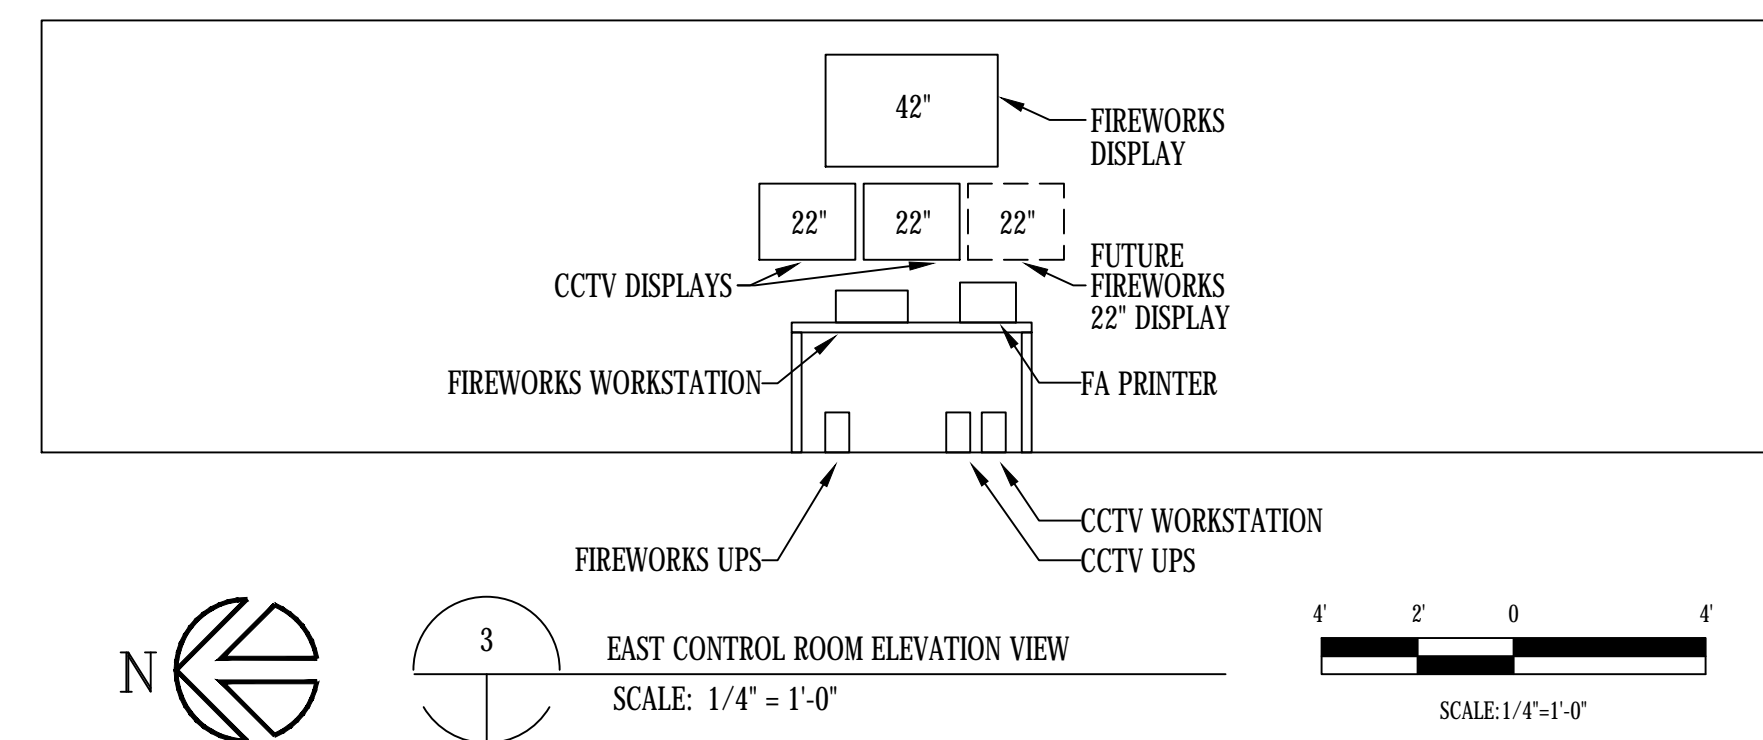 42"
FIREWORKS
DISPLAY
22"
22"
22"
CCTV DISPLAYS
FUTURE
FIREWORKS
22" DISPLAY
FIREWORKS WORKSTATION
FA PRINTER
CCTV WORKSTATION
FIREWORKS UPS
CCTV UPS
N
3
EAST CONTROL ROOM ELEVATION VIEW
SCALE: 1/4" = 1'-0"
4' 2' 0 4'
SCALE:1/4"=1'-0"